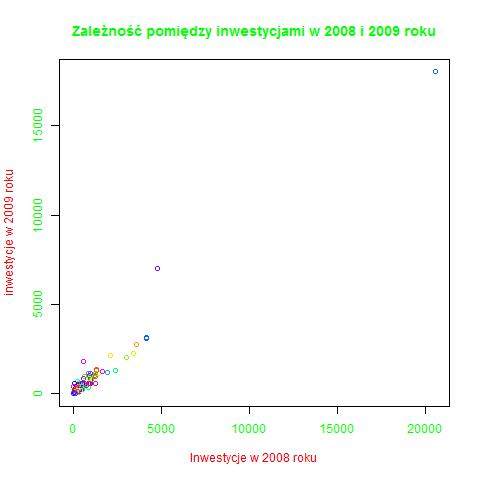 Zależność pomiędzy inwestycjami w 2008 i 2009 roku
15000
10000
5000
0
inwestycje w 2009 roku
0 5000 10000 15000 20000
Inwestycje w 2008 roku